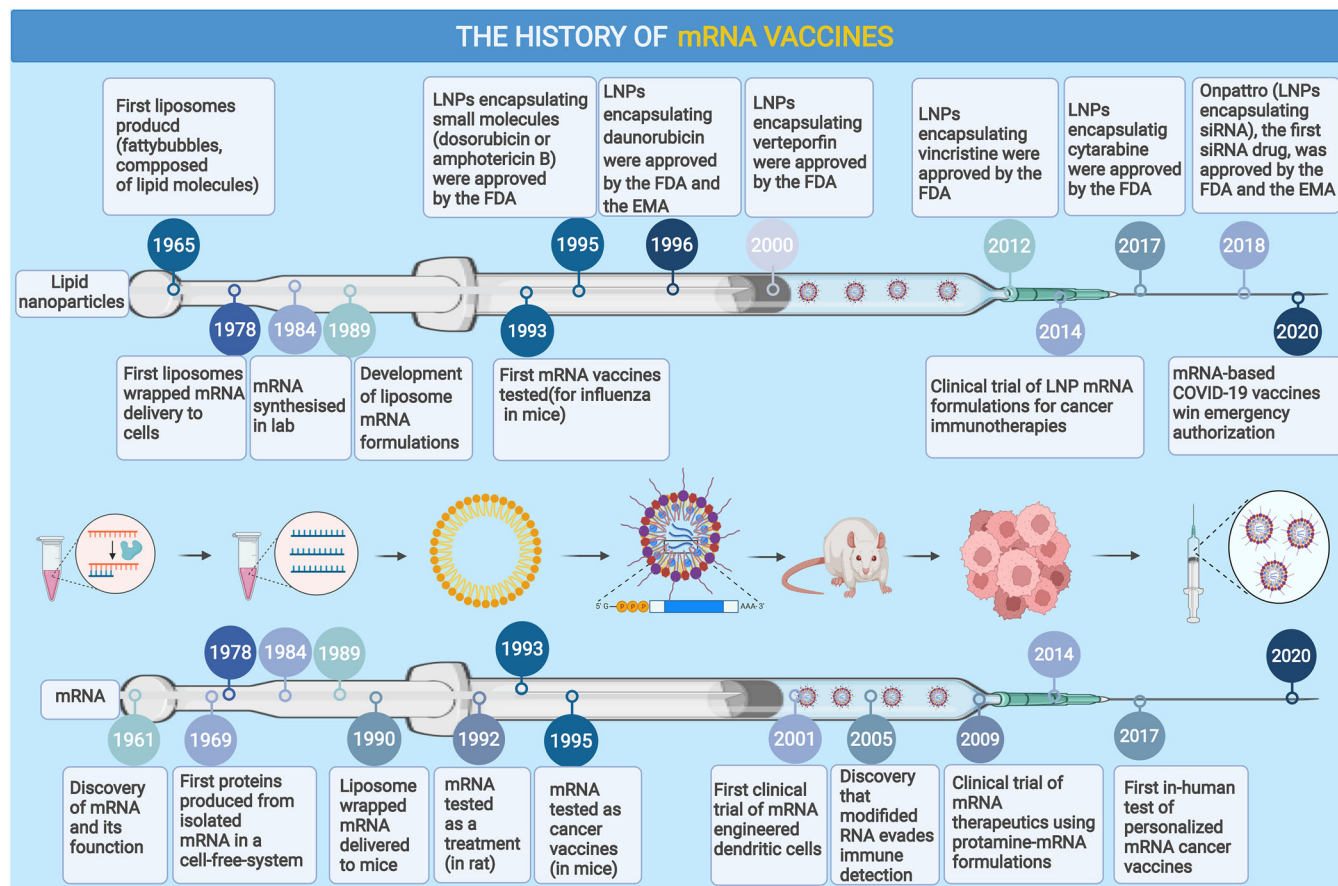 THE HISTORY OF mRNA VACCINES
First liposomes
producd
(fattybubbles,
compposed
of lipid molecules)
LNPs encapsulating
small molecules
(dosorubicin or
amphotericin B)
were approved
by the FDA
LNPs
encapsulating
daunorubicin
were approved
by the FDA and
the EMA
LNPs
encapsulating
verteporfin
were approved
by the FDA
LNPs
encapsulating
vincristine were
approved by the
FDA
LNPs
encapsulatig
cytarabine were
approved by the
FDA
Onpattro (LNPs
encapsulating
siRNA), the first
siRNA drug, was
approved by the
FDA and the EMA
1965
1995
1996
2000
2012
2017
2018
Lipid
nanoparticles
1978
1984
1989
1993
2014
2020
First liposomes
wrapped mRNA
delivery to
cells
mRNA
synthesised
in lab
Development
of liposome
mRNA
formulations
First mRNA vaccines
tested(for influenza
in mice)
Clinical trial of LNP mRNA
formulations for cancer
immunotherapies
mRNA-based
COVID-19 vaccines
win emergency
authorization
5' G P P P AAA- 3'
1978
1984
1989
1993
2014
2020
mRNA
1961
1969
1990
1992
1995
2001
2005
2009
2017
Discovery
of mRNA
and its
founction
First proteins
produced from
isolated
mRNA in a
cell-free-system
Liposome
wrapped
mRNA
delivered
to mice
mRNA
tested
as a
treatment
(in rat)
mRNA
tested as
cancer
vaccines
(in mice)
First clinical
trial of mRNA
engineered
dendritic cells
Discovery
that
modifided
RNA evades
immune
detection
Clinical trial of
mRNA
therapeutics using
protamine-mRNA
formulations
First in-human
test of
personalized
mRNA cancer
vaccines